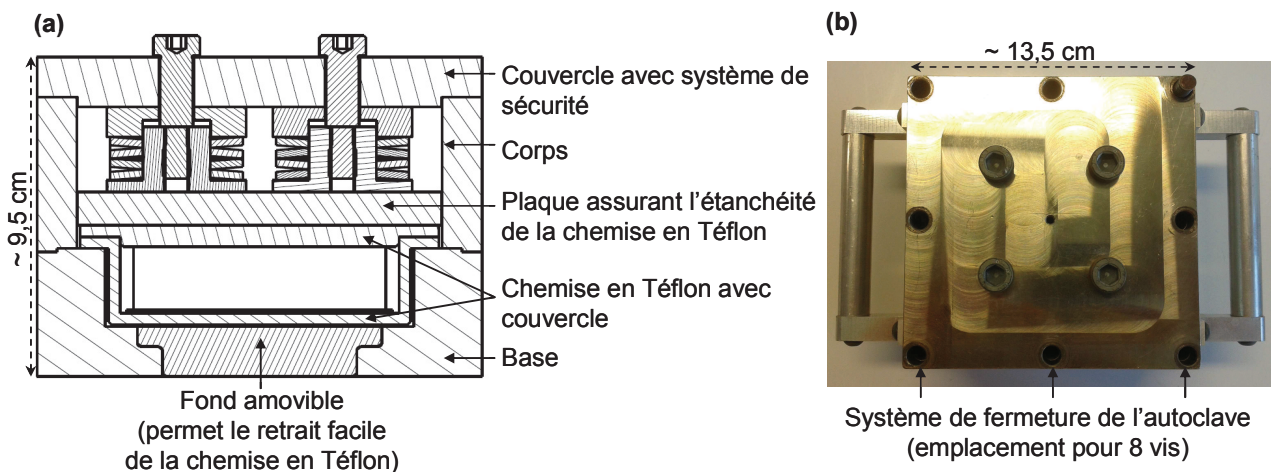 (a)
~ 9,5 cm
Couvercle avec système de
sécurité
Corps
Plaque assurant l'étanchéité
de la chemise en Téflon
Chemise en Téflon avec
couvercle
Base
Fond amovible
(permet le retrait facile
de la chemise en Téflon)
(b)
~ 13,5 cm
Système de fermeture de l'autoclave
(emplacement pour 8 vis)